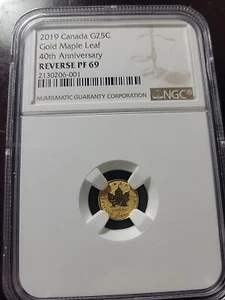 2019 Canada G25C
Gold Maple Leaf
40th Anniversary
REVERSE PF 69
2130206-001
NUMISMATIC GUARANTY CORPORATION
NGC